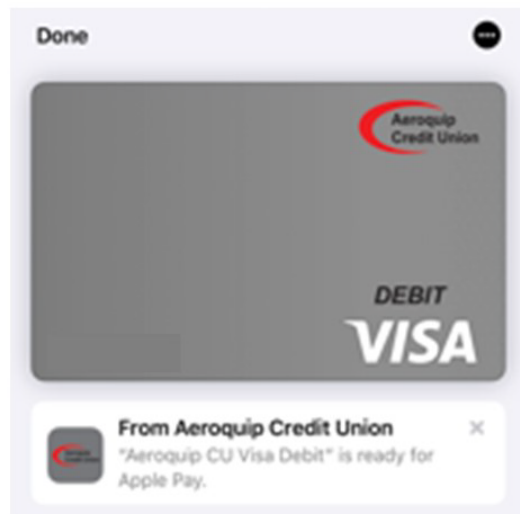 Done
Aeroquip
Credit Union
DEBIT
VISA
From Aeroquip Credit Union
"Aeroquip CU Visa Debit" is ready for
Apple Pay.